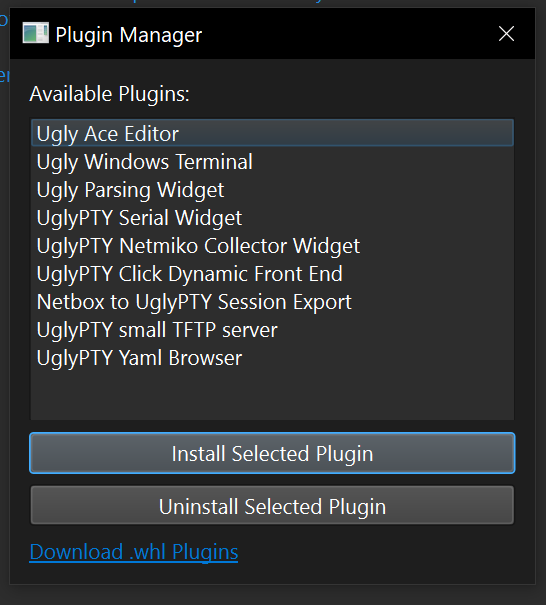 Plugin Manager
Available Plugins:
Ugly Ace Editor
Ugly Windows Terminal
Ugly Parsing Widget
UglyPTY Serial Widget
UglyPTY Netmiko Collector Widget
UglyPTY Click Dynamic Front End
Netbox to UglyPTY Session Export
UglyPTY small TFTP server
UglyPTY Yaml Browser
Install Selected Plugin
Uninstall Selected Plugin
Download .whl Plugins